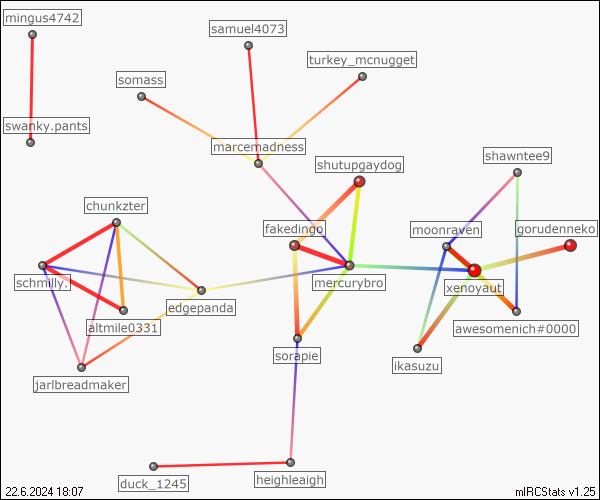 mingus4742
samuel4073
turkey_mcnugget
somass
swanky.pants
marcemadness
shawntee9
shutupgaydog
chunkzter
fakedingo
moonraven
gorudenneko
schmilly.
mercurybro
xenoyaut
edgepanda
altmile0331
awesomenich#0000
sorapie
ikasuzu
jarlbreadmaker
heighleaigh
duck_1245
22.6.2024 18:07
mIRCStats v1.25